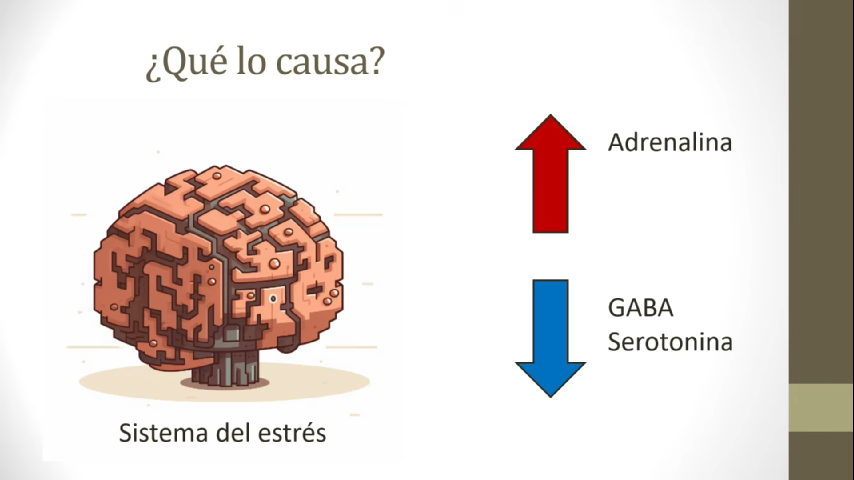 ¿Qué lo causa?
Adrenalina
GABA
Serotonina
Sistema del estrés